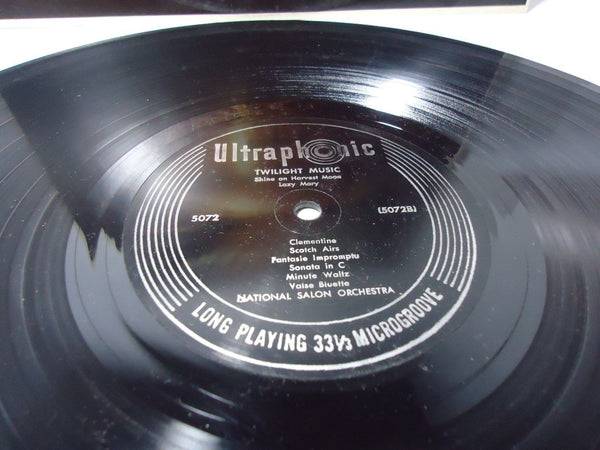 Ultraphonic
TWILIGHT MUSIC
Shine on Harvest Moon
Lazy Mary
5072
(5072B)
Clementine
Scotch Airs
Fantasie Impromptu
Sonata in C
Minute Waltz
Valse Bluette
NATIONAL SALON ORCHESTRA
LONG PLAYING 33⅓ MICROGROOVE